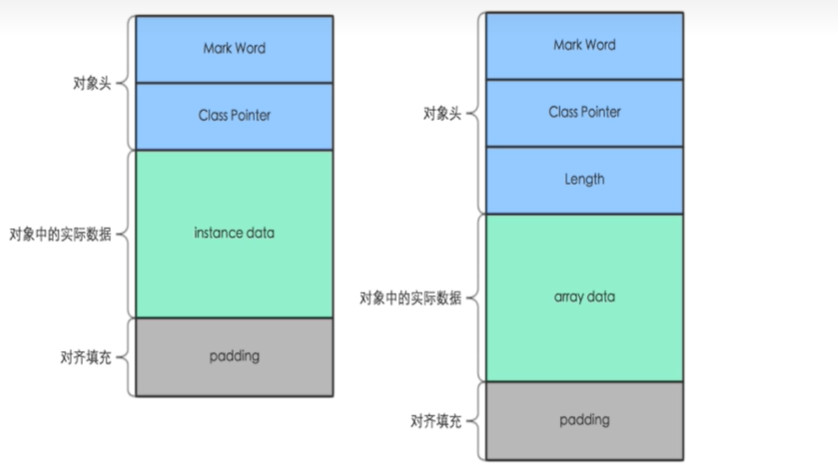 对象头
Mark Word
Class Pointer
对象中的实际数据
instance data
对齐填充
padding
对象头
Mark Word
Class Pointer
Length
对象中的实际数据
array data
对齐填充
padding